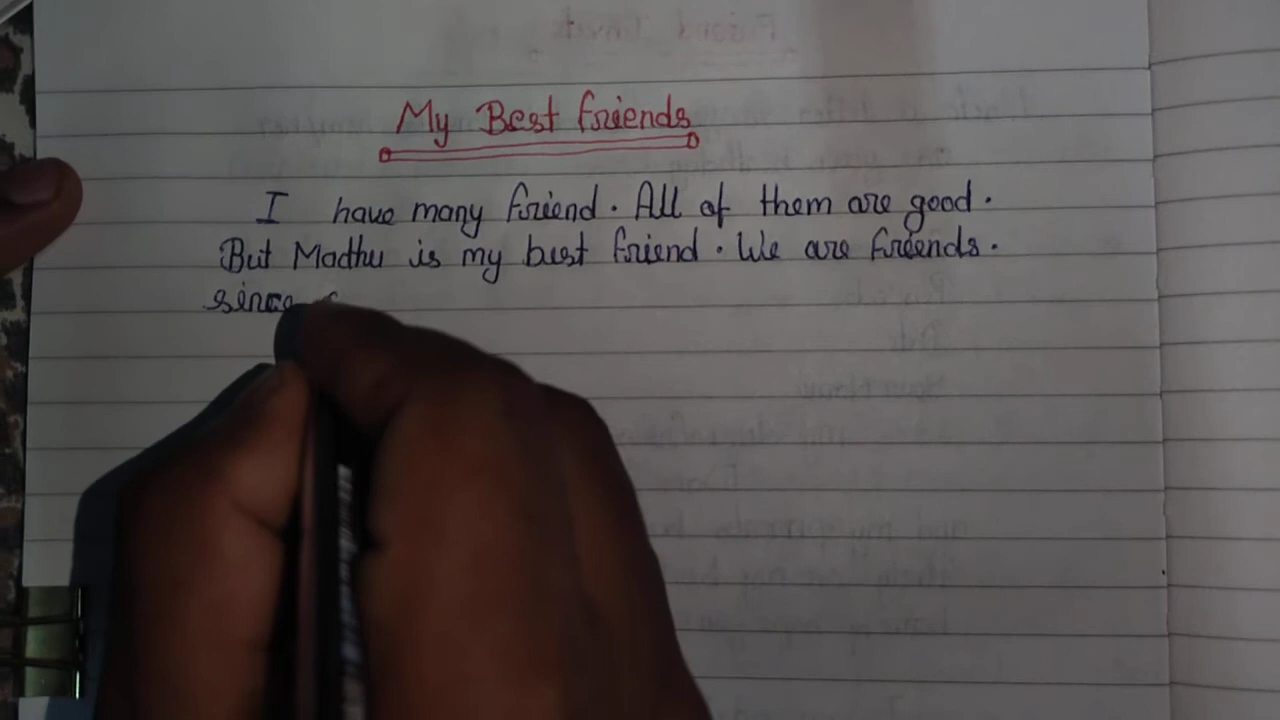 My Best friends
I have many friend. All of them are good.
But Madhu is my best friend. We are friends.
since